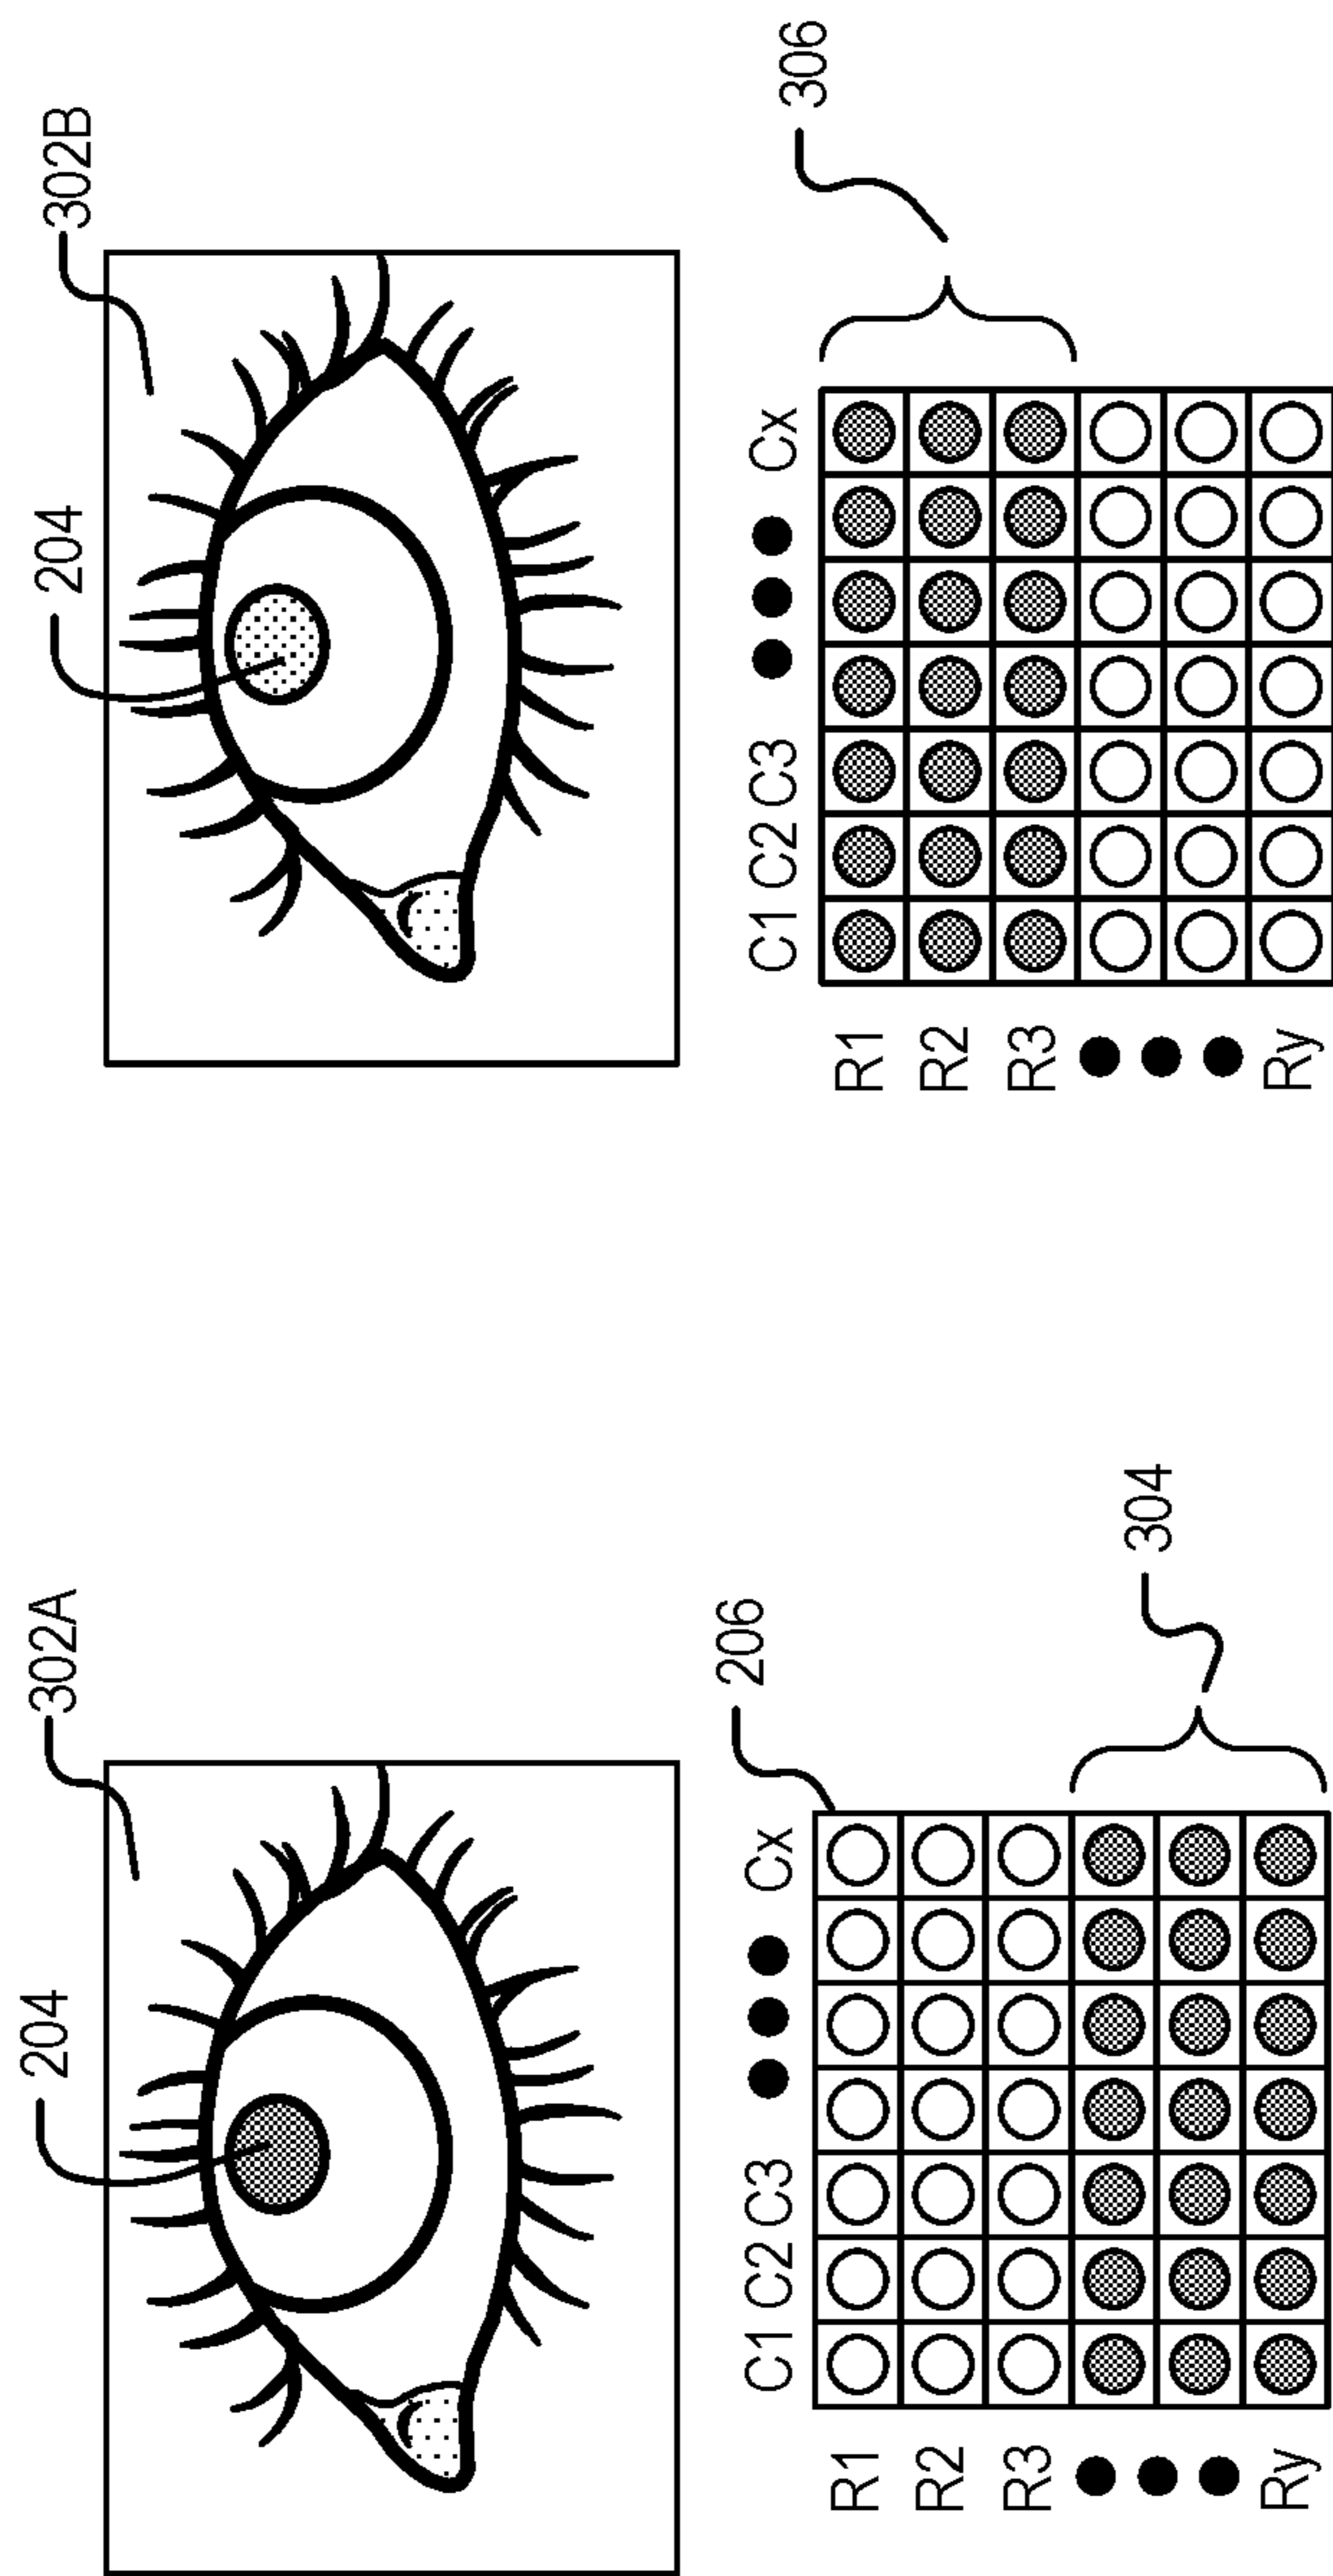 302A
204
206
C1 C2 C3 ● ● ● Cx
R1
R2
R3
● ● ●
Ry
304
302B
204
C1 C2 C3 ● ● ● Cx
R1
R2
R3
● ● ●
Ry
306